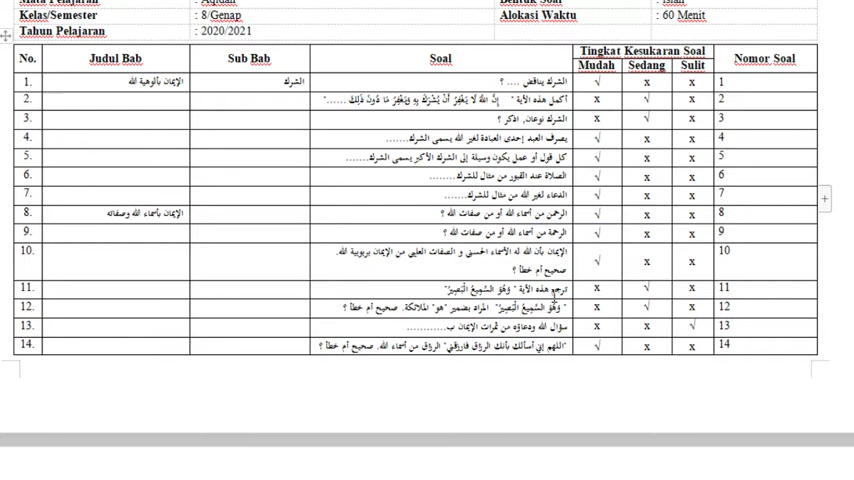 Aqidah
Kelas/Semester : 8/Genap Alokasi Waktu : 60 Menit
Tahun Pelajaran : 2020/2021
No. Judul Bab Sub Bab Soal Tingkat Kesukaran Soal Nomor Soal
Mudah Sedang Sulit
1. الإيمان بألوهية الله الشرك الشرك يناقض .... ؟ √ x x 1
2. أكمل هذه الآية " إِنَّ اللهَ لَا يَغْفِرُ أَنْ يُشْرَكَ بِهِ وَيَغْفِرُ مَا دُونَ ذَلِكَ ......" x √ x 2
3. الشرك نوعان, اذكر ؟ x √ x 3
4. يصرف العبد إحدى العبادة لغير الله يسمى الشرك....... √ x x 4
5. كل قول أو عمل يكون وسيلة إلى الشرك الأكبر يسمى الشرك....... √ x x 5
6. الصلاة عند القبور من مثال للشرك........ √ x x 6
7. الدعاء لغير الله من مثال للشرك....... √ x x 7
8. الإيمان بأسماء الله وصفاته الرحمن من أسماء الله أو من صفات الله ؟ √ x x 8
9. الرحمة من أسماء الله أو من صفات الله ؟ √ x x 9
10. الإيمان بأن الله له الأسماء الحسنى و الصفات العليى من الإيمان بربوبية الله. √ x x 10
صحيح أم خطأ ؟
11. ترجم هذه الآية " وَهُوَ السَّمِيعُ الْبَصِيرُ" x √ x 11
12. " وَهُوَ السَّمِيعُ الْبَصِيرُ" المراد بضمير "هو" الملائكة. صحيح أم خطأ ؟ x √ x 12
13. سؤال الله ودعاؤه من ثمرات الإيمان ب............ x x √ 13
14. "اللهم إني أسألك بأنك الرزاق فارزقني" الرزاق من أسماء الله. صحيح أم خطأ ؟ √ x x 14